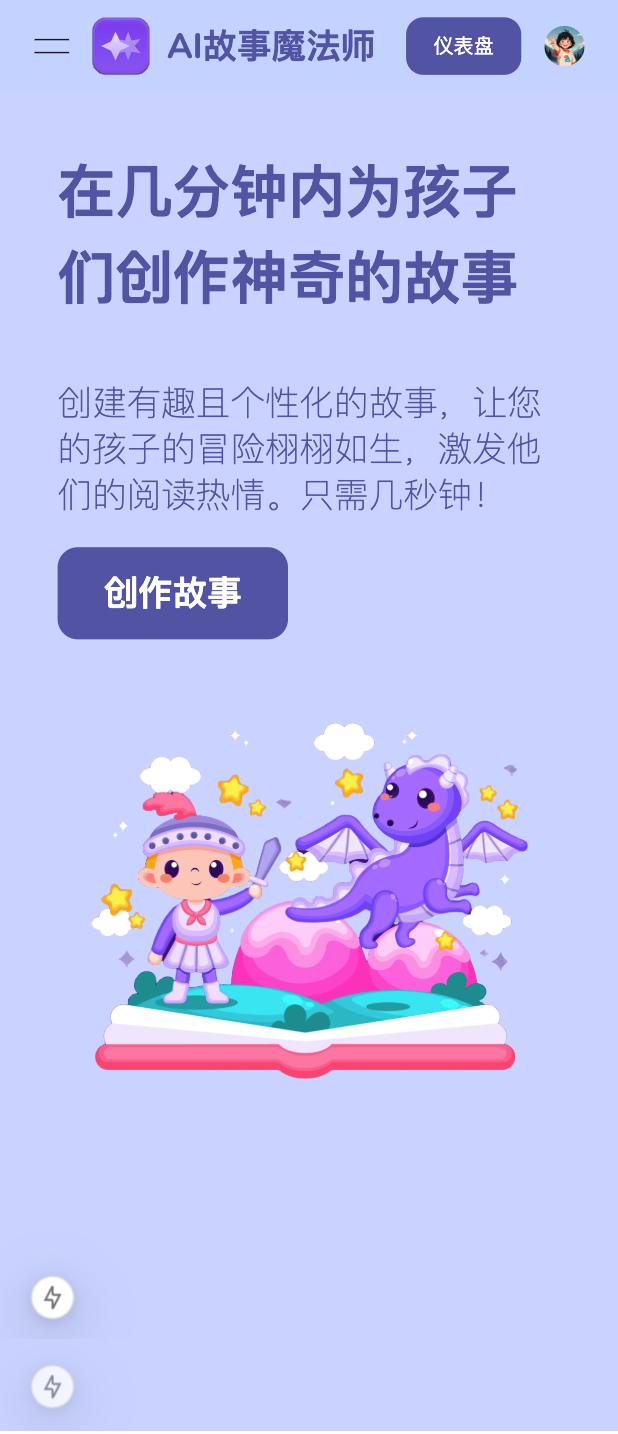 AI故事魔法师
仪表盘
在几分钟内为孩子
们创作神奇的故事
创建有趣且个性化的故事，让您
的孩子的冒险栩栩如生，激发他
们的阅读热情。只需几秒钟！
创作故事